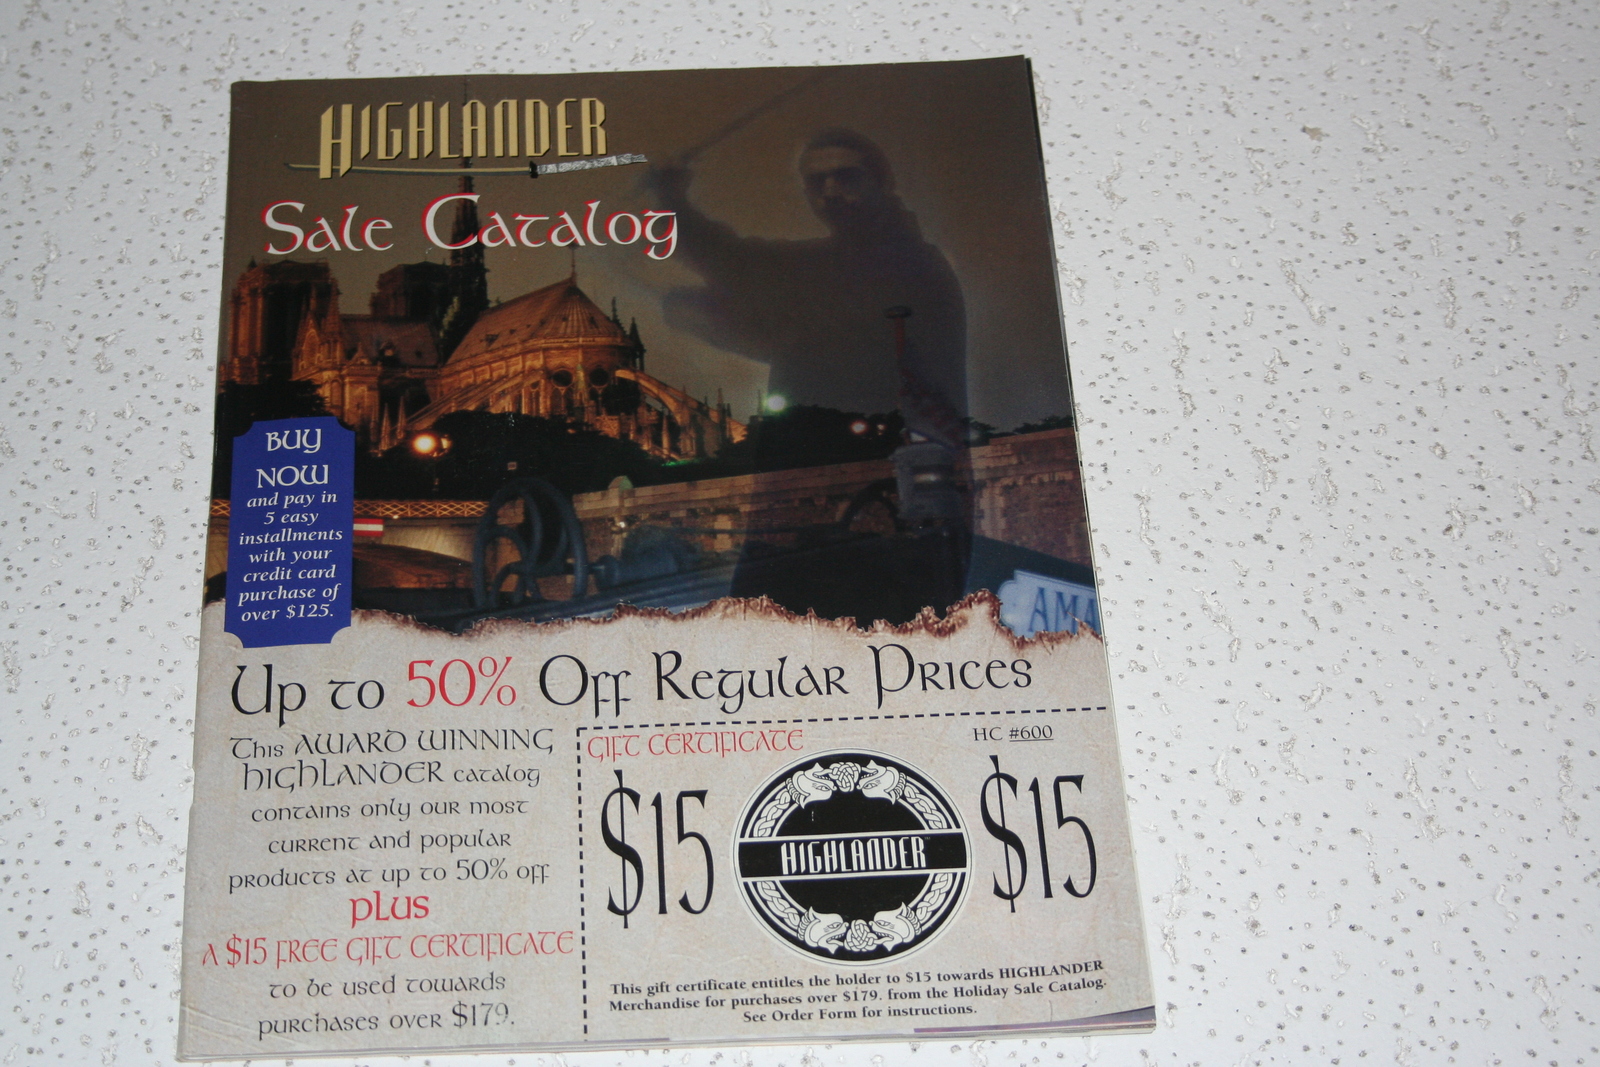 HIGHLANDER
Sale Catalog
BUY
NOW
and pay in
5 easy
installments
with your
credit card
purchase of
over $125.
AMA
Up to 50% Off Regular Prices
This AWARD WINNING
HIGHLANDER catalog
contains only our most
current and popular
products at up to 50% off
plus
A $15 FREE GIFT CERTIFICATE
to be used towards
purchases over $179.
GIFT CERTIFICATE
HC #600
$15
HIGHLANDER
$15
This gift certificate entitles the holder to $15 towards HIGHLANDER
Merchandise for purchases over $179. from the Holiday Sale Catalog.
See Order Form for instructions.